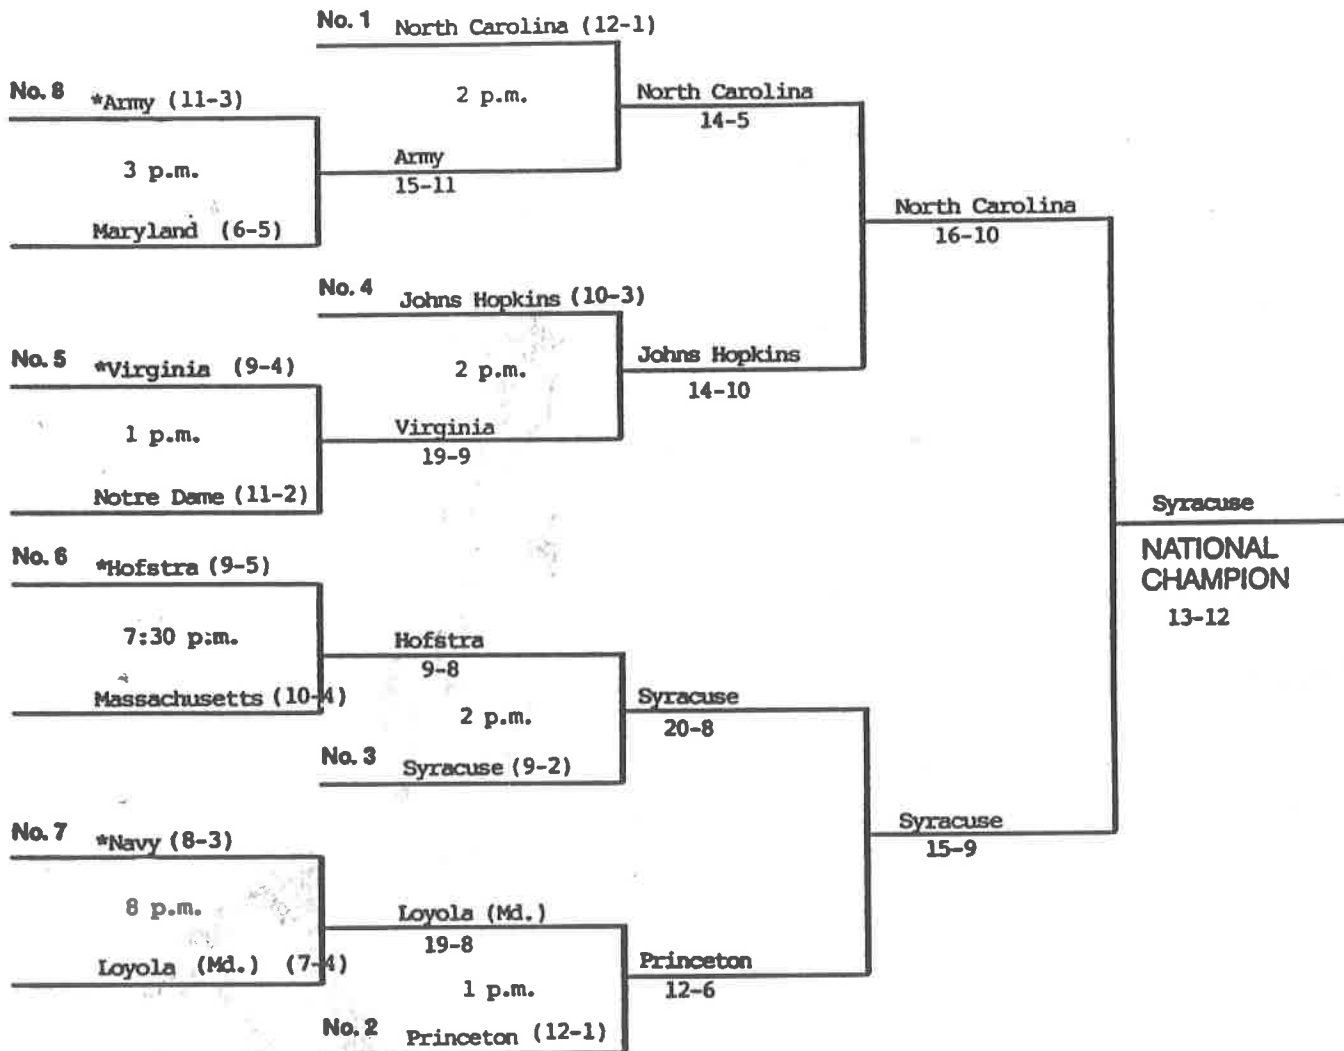 No. 1 North Carolina (12-1)
No. 8 *Army (11-3)
2 p.m.
North Carolina
14-5
3 p.m.
Army
15-11
Maryland (6-5)
North Carolina
16-10
No. 4 Johns Hopkins (10-3)
No. 5 *Virginia (9-4)
2 p.m.
Johns Hopkins
14-10
1 p.m.
Virginia
19-9
Notre Dame (11-2)
Syracuse
NATIONAL
CHAMPION
13-12
No. 6 *Hofstra (9-5)
7:30 p.m.
Hofstra
9-8
Massachusetts (10-4)
2 p.m.
Syracuse
20-8
No. 3 Syracuse (9-2)
No. 7 *Navy (8-3)
Syracuse
15-9
8 p.m.
Loyola (Md.)
19-8
Loyola (Md.) (7-4)
1 p.m.
Princeton
12-6
No. 2 Princeton (12-1)